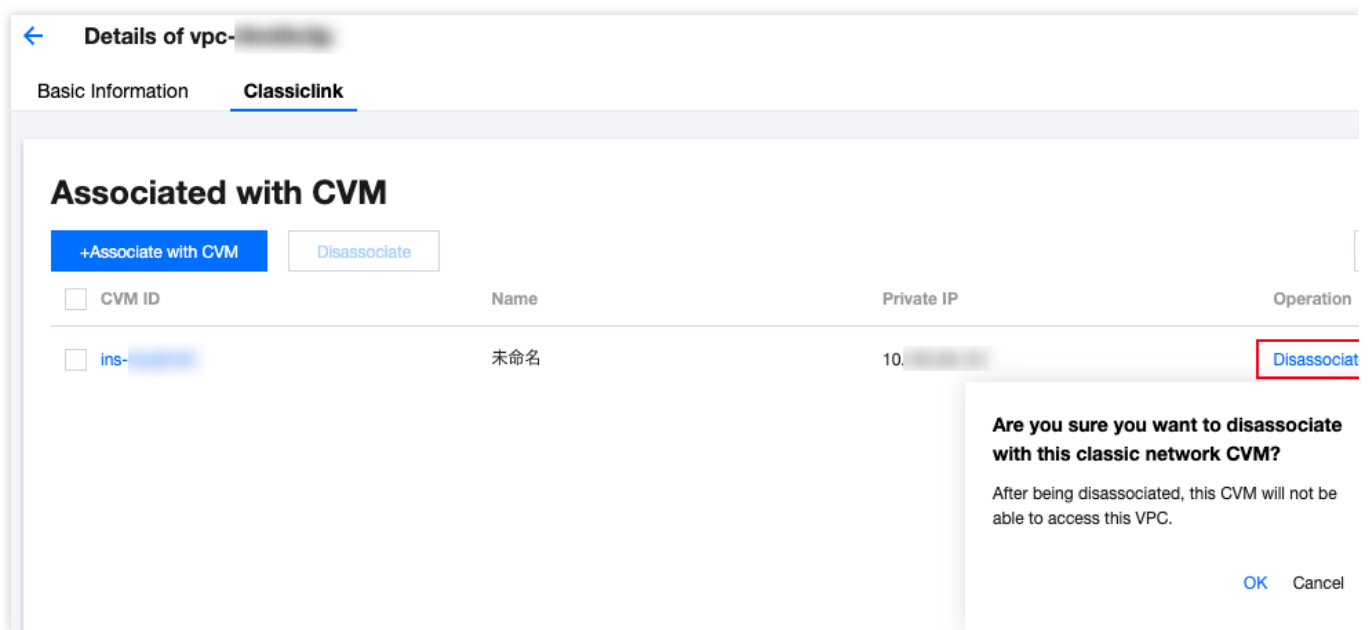 Details of vpc-
Basic Information Classiclink
Associated with CVM
+Associate with CVM Disassociate
CVM ID Name Private IP Operation
ins- 未命名 10. Disassociat
Are you sure you want to disassociate
with this classic network CVM?
After being disassociated, this CVM will not be
able to access this VPC.
OK Cancel